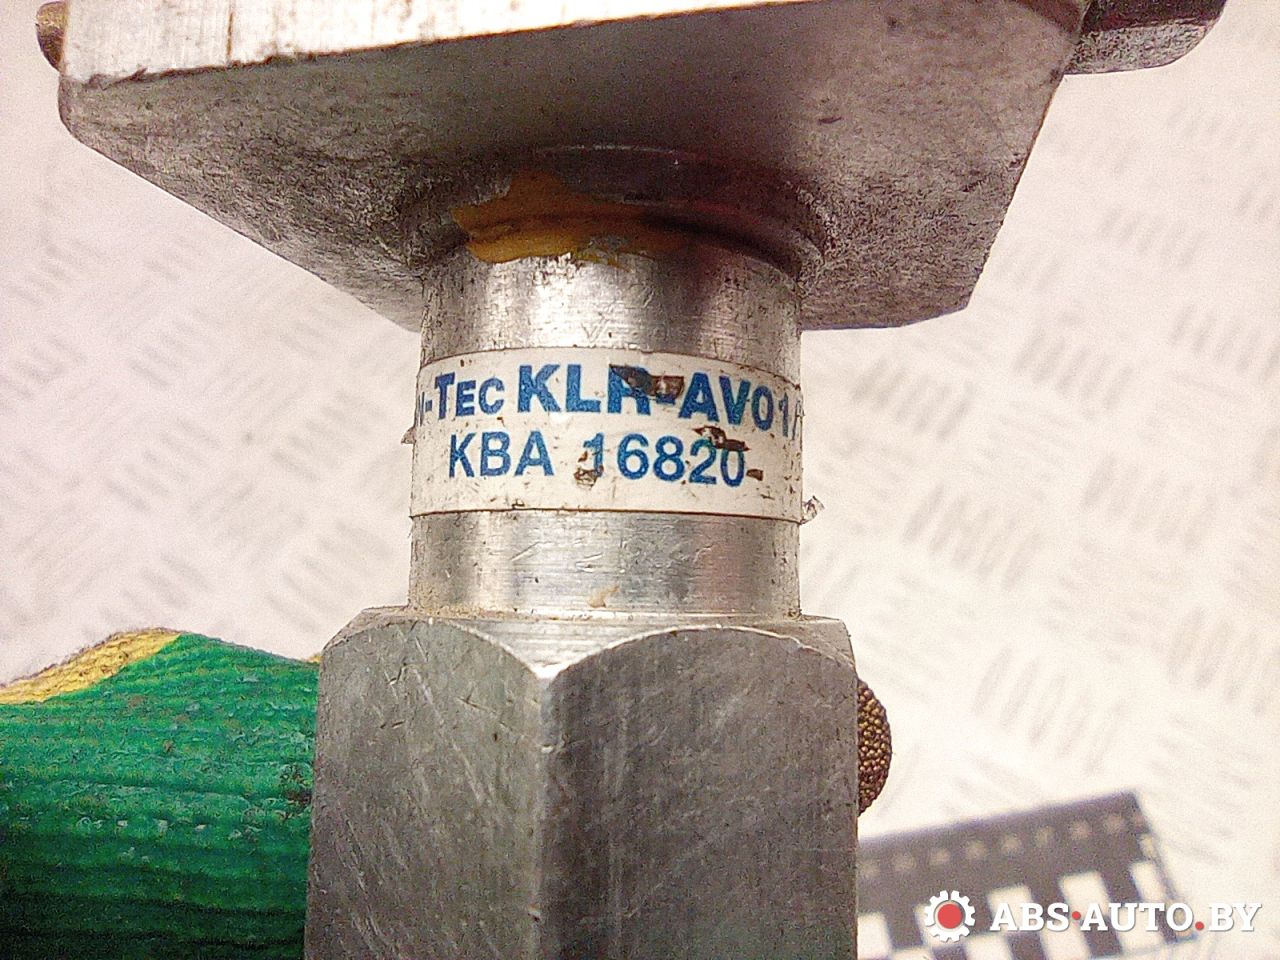 -TEC KLR-AV01/
KBA 16820
ABS-AUTO.BY